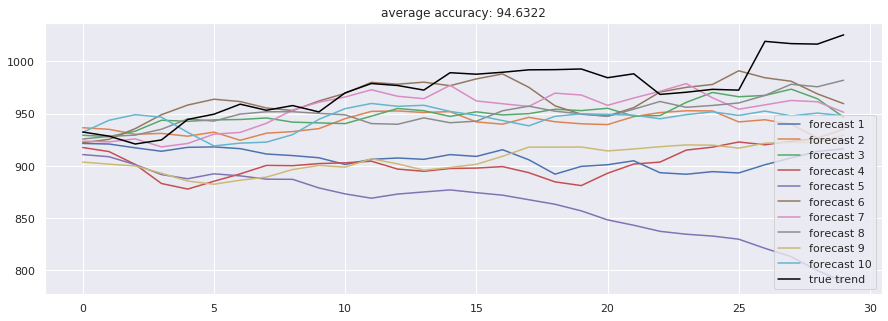 average accuracy: 94.6322
1000
950
900
850
800
0
5
10
15
20
25
30
forecast 1
forecast 2
forecast 3
forecast 4
forecast 5
forecast 6
forecast 7
forecast 8
forecast 9
forecast 10
true trend